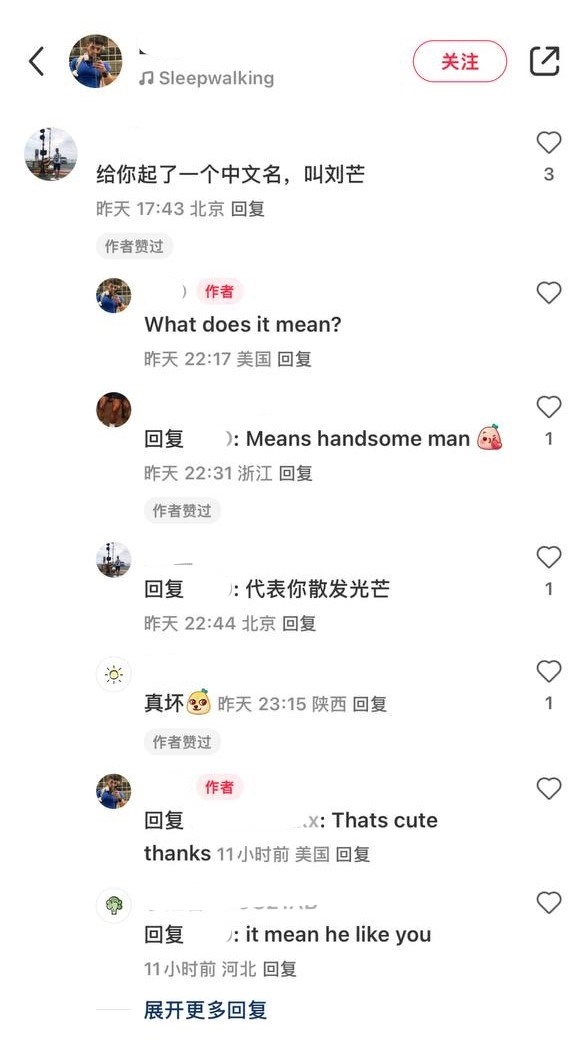 Sleepwalking
关注
给你起了一个中文名，叫刘芒
3
昨天 17:43 北京 回复
作者赞过
作者
What does it mean?
昨天 22:17 美国 回复
回复 : Means handsome man
1
昨天 22:31 浙江 回复
作者赞过
回复 : 代表你散发光芒
1
昨天 22:44 北京 回复
真坏 昨天 23:15 陕西 回复
1
作者赞过
作者
回复 x: Thats cute
thanks 11小时前 美国 回复
回复 : it mean he like you
11小时前 河北 回复
展开更多回复